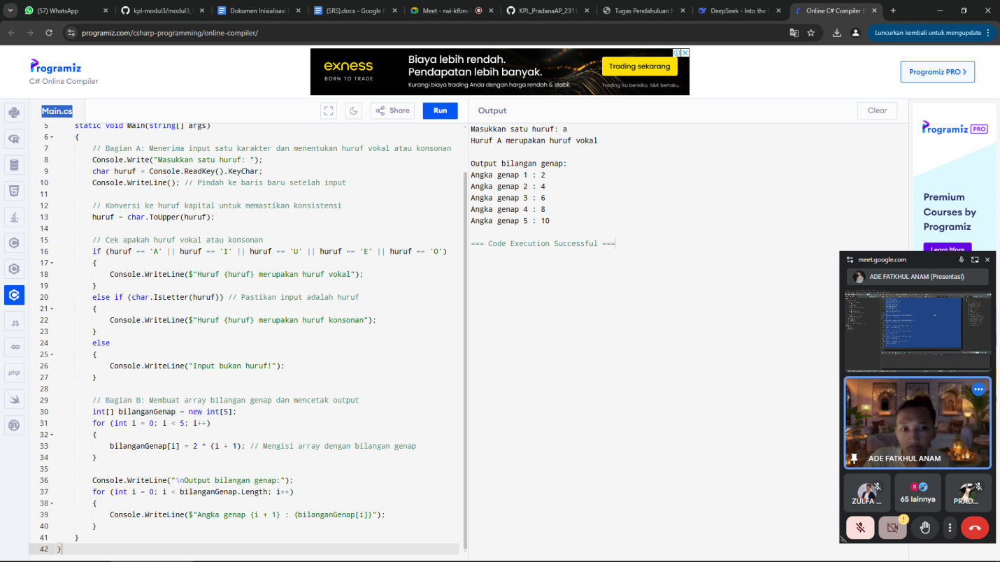 (57) WhatsApp
kpl-modul3/modul3_
Dokumen Inisialisasi
(SRS).docx - Google D
Meet - rwi-kfbm-
KPL_PradanaAP_2311
Tugas Pendahuluan M
DeepSeek - Into the
Online C# Compiler (
programiz.com/csharp-programming/online-compiler/
Luncurkan kembali untuk mengupdate
Programiz
C# Online Compiler
exness
BORN TO TRADE
Biaya lebih rendah.
Pendapatan lebih banyak.
Kurangi biaya trading Anda dengan harga rendah & stabil.
Trading sekarang
Trading itu berisiko. S&K berlaku.
Programiz PRO >
Main.cs
Share
Run
Output
Clear
5 static void Main(string[] args)
6 {
7 // Bagian A: Menerima input satu karakter dan menentukan huruf vokal atau konsonan
8 Console.Write("Masukkan satu huruf: ");
9 char huruf = Console.ReadKey().KeyChar;
10 Console.WriteLine(); // Pindah ke baris baru setelah input
11
12 // Konversi ke huruf kapital untuk memastikan konsistensi
13 huruf = char.ToUpper(huruf);
14
15 // Cek apakah huruf vokal atau konsonan
16 if (huruf == 'A' || huruf == 'I' || huruf == 'U' || huruf == 'E' || huruf == 'O')
17 {
18 Console.WriteLine($"Huruf {huruf} merupakan huruf vokal");
19 }
20 else if (char.IsLetter(huruf)) // Pastikan input adalah huruf
21 {
22 Console.WriteLine($"Huruf {huruf} merupakan huruf konsonan");
23 }
24 else
25 {
26 Console.WriteLine("Input bukan huruf!");
27 }
28
29 // Bagian B: Membuat array bilangan genap dan mencetak output
30 int[] bilanganGenap = new int[5];
31 for (int i = 0; i < 5; i++)
32 {
33 bilanganGenap[i] = 2 * (i + 1); // Mengisi array dengan bilangan genap
34 }
35
36 Console.WriteLine("\nOutput bilangan genap:");
37 for (int i = 0; i < bilanganGenap.Length; i++)
38 {
39 Console.WriteLine($"Angka genap {i + 1} : {bilanganGenap[i]}");
40 }
41 }
42 }
JS
GO
php
Masukkan satu huruf: a
Huruf A merupakan huruf vokal
Output bilangan genap:
Angka genap 1 : 2
Angka genap 2 : 4
Angka genap 3 : 6
Angka genap 4 : 8
Angka genap 5 : 10
=== Code Execution Successful ===
Programiz PRO
Premium
Courses by
Programiz
Learn More
meet.google.com
ADE FATKHUL ANAM (Presentasi)
ADE FATKHUL ANAM
ZULFA ...
R
65 lainnya
PRAD...